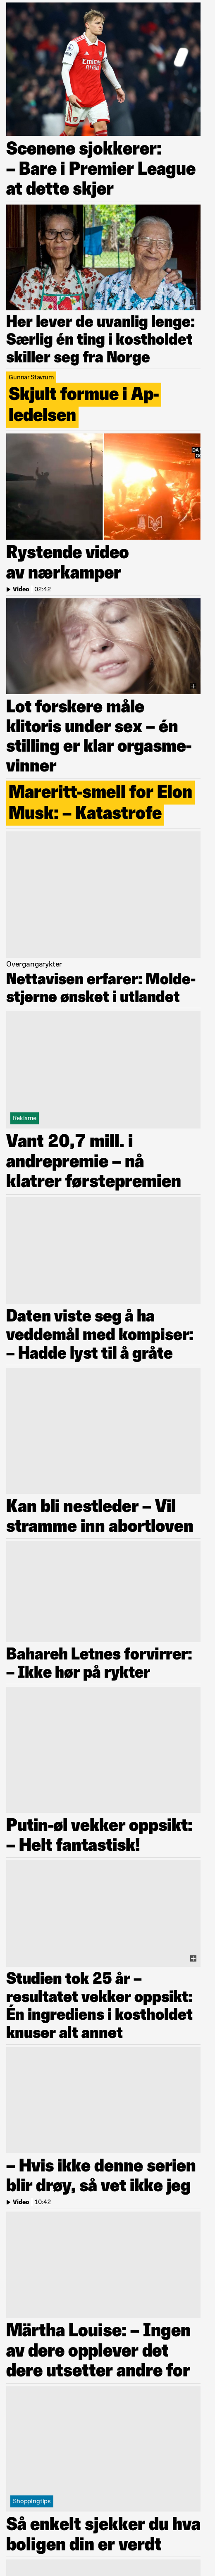 Scenene sjokkerer:
– Bare i Premier League
at dette skjer
Her lever de uvanlig lenge:
Særlig én ting i kostholdet
skiller seg fra Norge
Gunnar Stavrum
Skjult formue i Ap-
ledelsen
Rystende video
av nærkamper
Video | 02:42
Lot forskere måle
klitoris under sex – én
stilling er klar orgasme-
vinner
Mareritt-smell for Elon
Musk: – Katastrofe
Overgangsrykter
Nettavisen erfarer: Molde-
stjerne ønsket i utlandet
Reklame
Vant 20,7 mill. i
andrepremie – nå
klatrer førstepremien
Daten viste seg å ha
veddemål med kompiser:
– Hadde lyst til å gråte
Kan bli nestleder – Vil
stramme inn abortloven
Bahareh Letnes forvirrer:
– Ikke hør på rykter
Putin-øl vekker oppsikt:
– Helt fantastisk!
Studien tok 25 år –
resultatet vekker oppsikt:
Én ingrediens i kostholdet
knuser alt annet
– Hvis ikke denne serien
blir drøy, så vet ikke jeg
Video | 10:42
Märtha Louise: – Ingen
av dere opplever det
dere utsetter andre for
Shoppingtips
Så enkelt sjekker du hva
boligen din er verdt